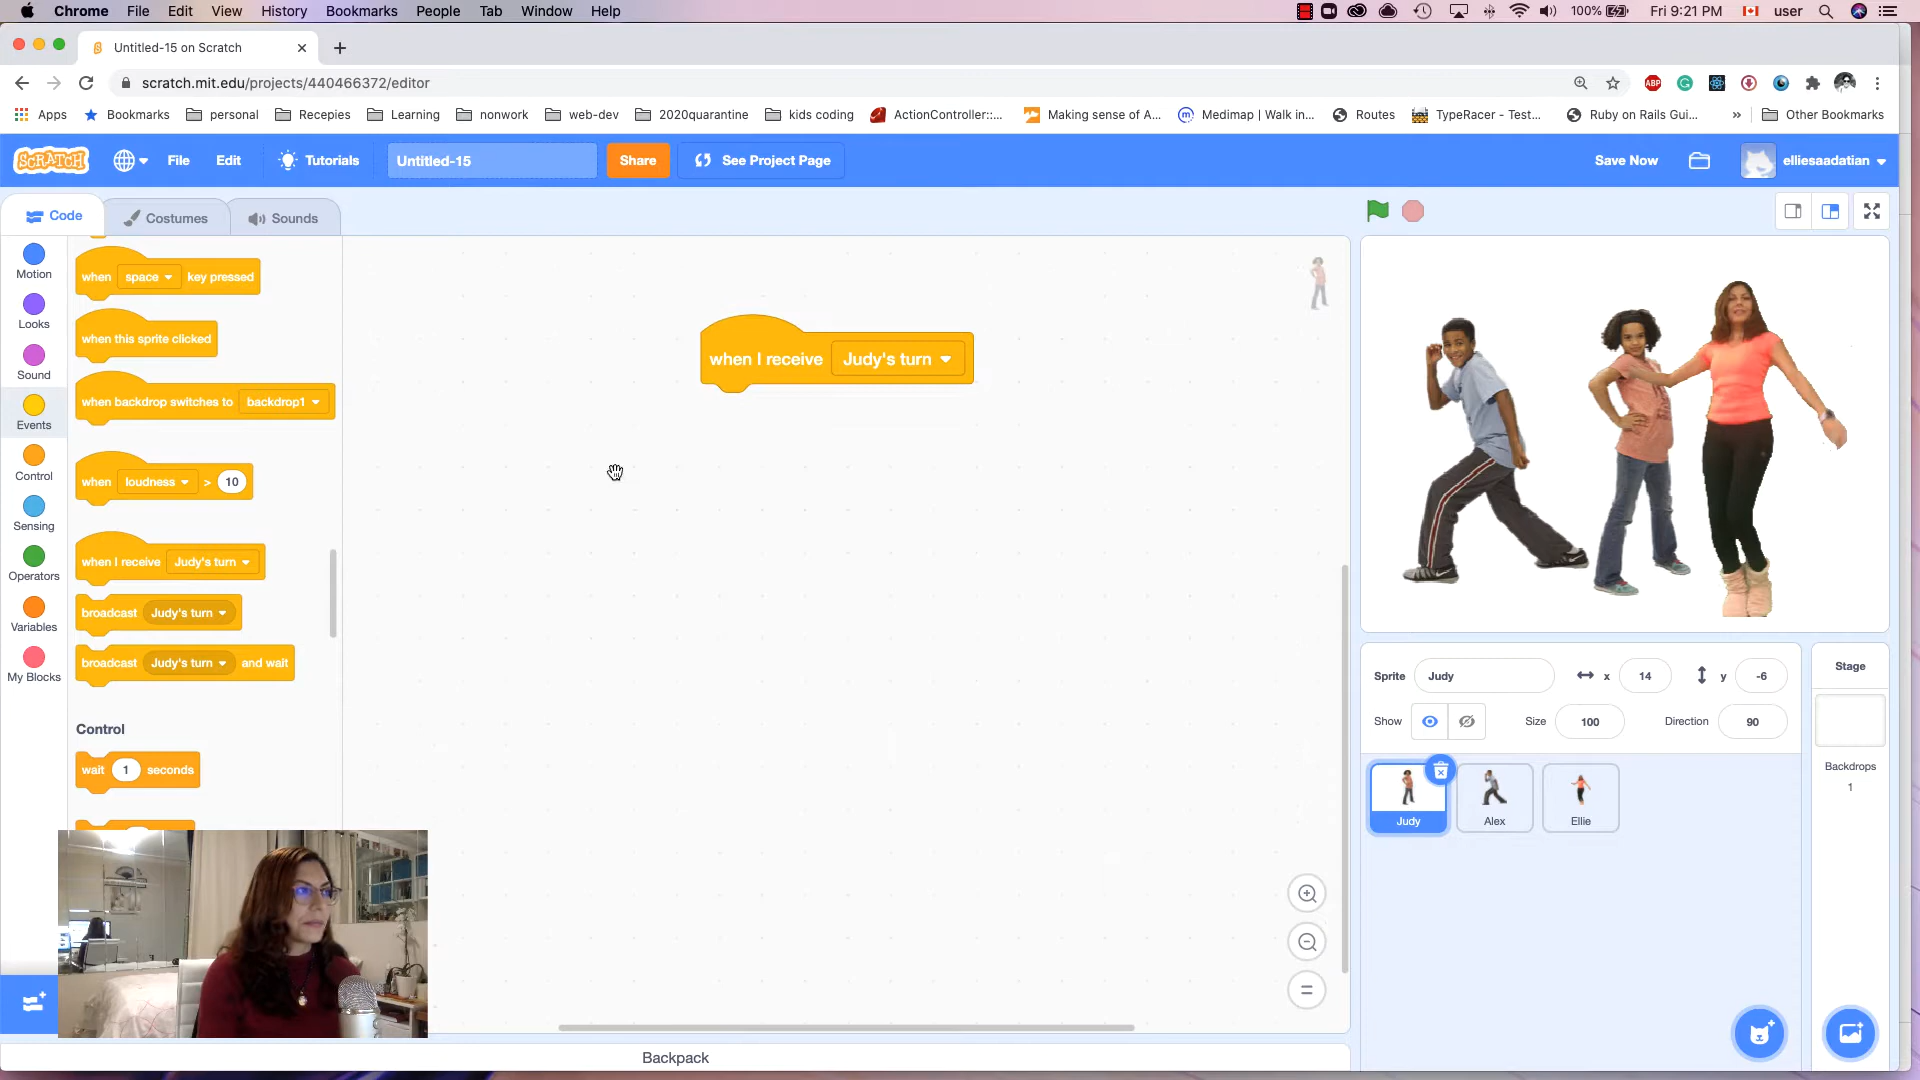 Chrome File Edit View History Bookmarks People Tab Window Help 100% Fri 9:21 PM user
Untitled-15 on Scratch
scratch.mit.edu/projects/440466372/editor
ABP
Apps Bookmarks personal Recepies Learning nonwork web-dev 2020quarantine kids coding ActionController::... Making sense of A... Medimap | Walk in... Routes TypeRacer - Test... Ruby on Rails Gui... » Other Bookmarks
SCRATCH File Edit Tutorials Untitled-15 Share See Project Page Save Now elliesaadatian
Code Costumes Sounds
Motion
Looks
Sound
Events
Control
Sensing
Operators
Variables
My Blocks
when space key pressed
when this sprite clicked
when backdrop switches to backdrop1
when loudness > 10
when I receive Judy's turn
broadcast Judy's turn
broadcast Judy's turn and wait
Control
wait 1 seconds
when I receive Judy's turn
Sprite Judy x 14 y -6
Show Size 100 Direction 90
Judy Alex Ellie
Stage
Backdrops
1
Backpack